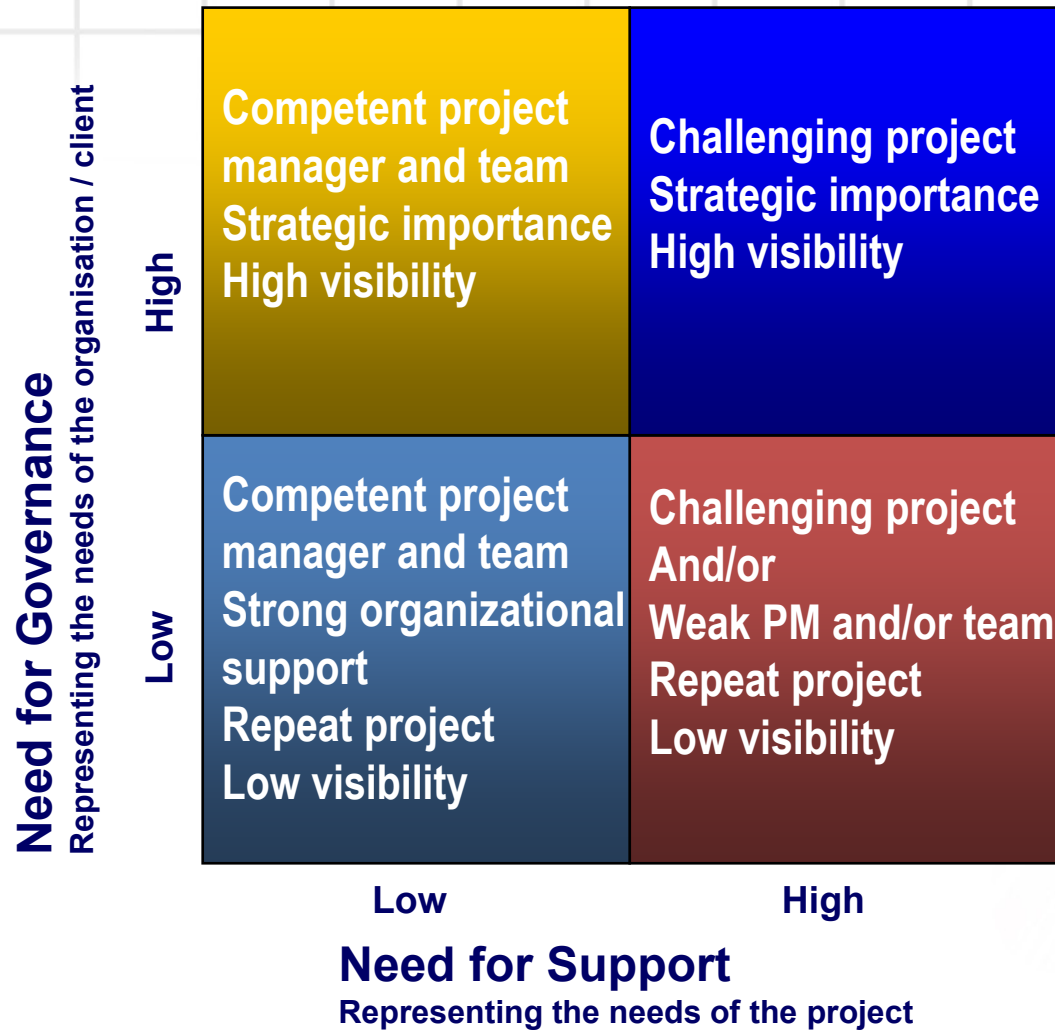 Need for Governance
Representing the needs of the organisation / client
High
Low
Competent project
manager and team
Strategic importance
High visibility
Challenging project
Strategic importance
High visibility
Competent project
manager and team
Strong organizational
support
Repeat project
Low visibility
Challenging project
And/or
Weak PM and/or team
Repeat project
Low visibility
Low
High
Need for Support
Representing the needs of the project